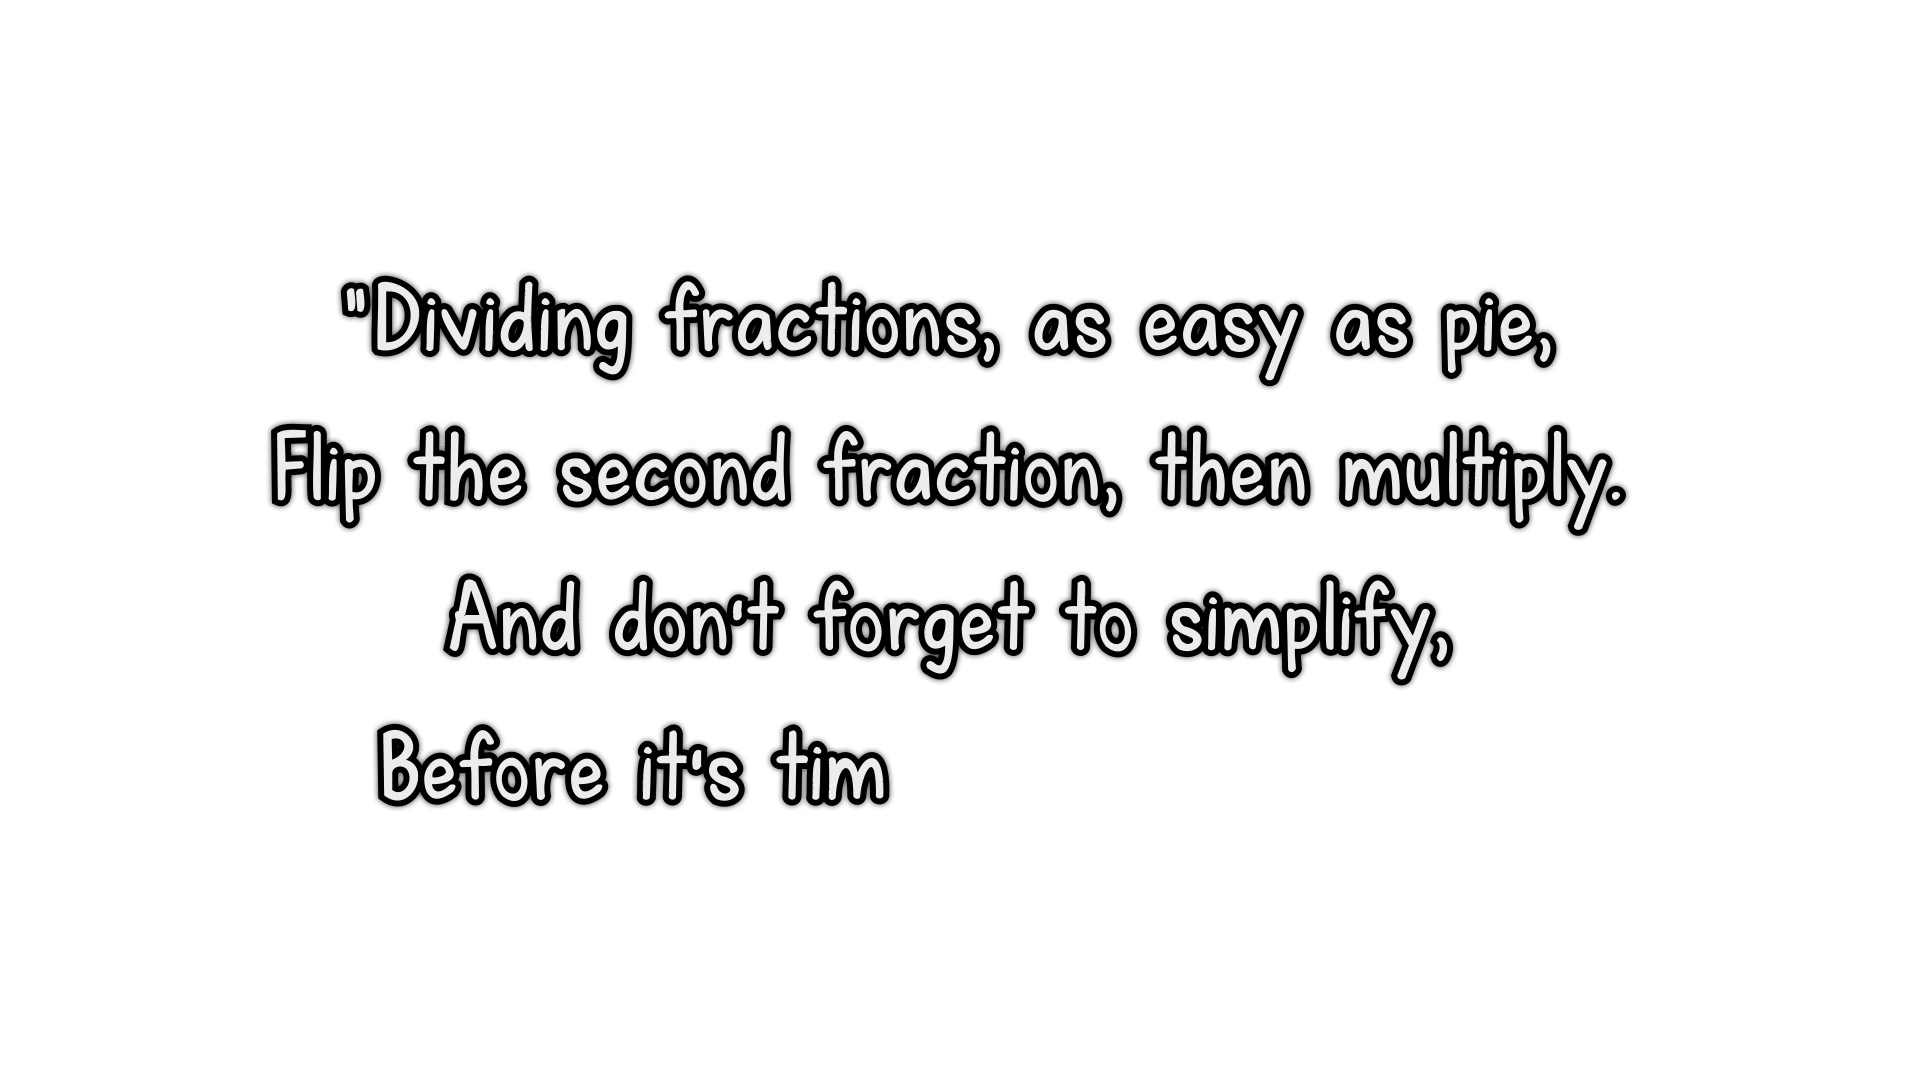 "Dividing fractions, as easy as pie,
Flip the second fraction, then multiply.
And don't forget to simplify,
Before it's tim